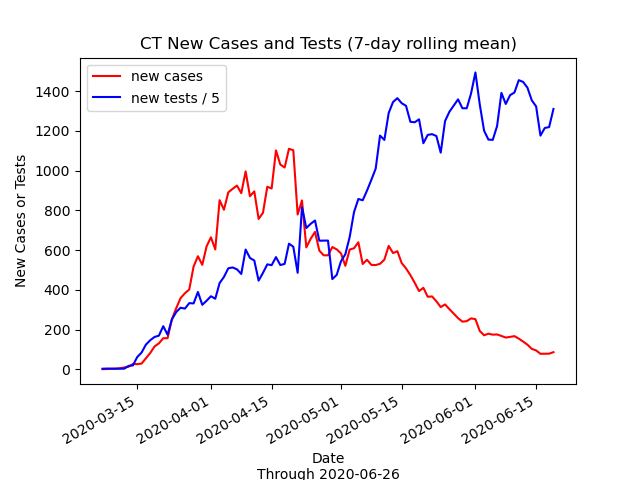 CT New Cases and Tests (7-day rolling mean)
new cases
new tests / 5
New Cases or Tests
1400
1200
1000
800
600
400
200
0
2020-03-15
2020-04-01
2020-04-15
2020-05-01
2020-05-15
2020-06-01
2020-06-15
Date
Through 2020-06-26